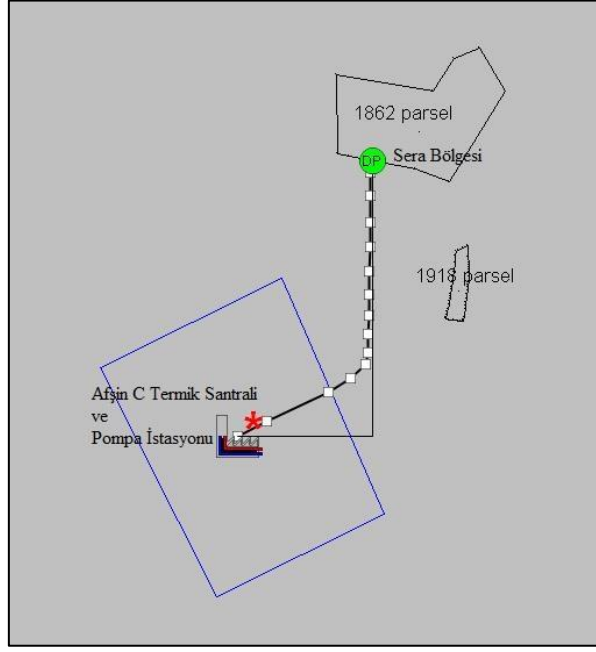 1862 parsel
DP
Sera Bölgesi
1918 parsel
Afşin C Termik Santrali
ve
Pompa İstasyonu